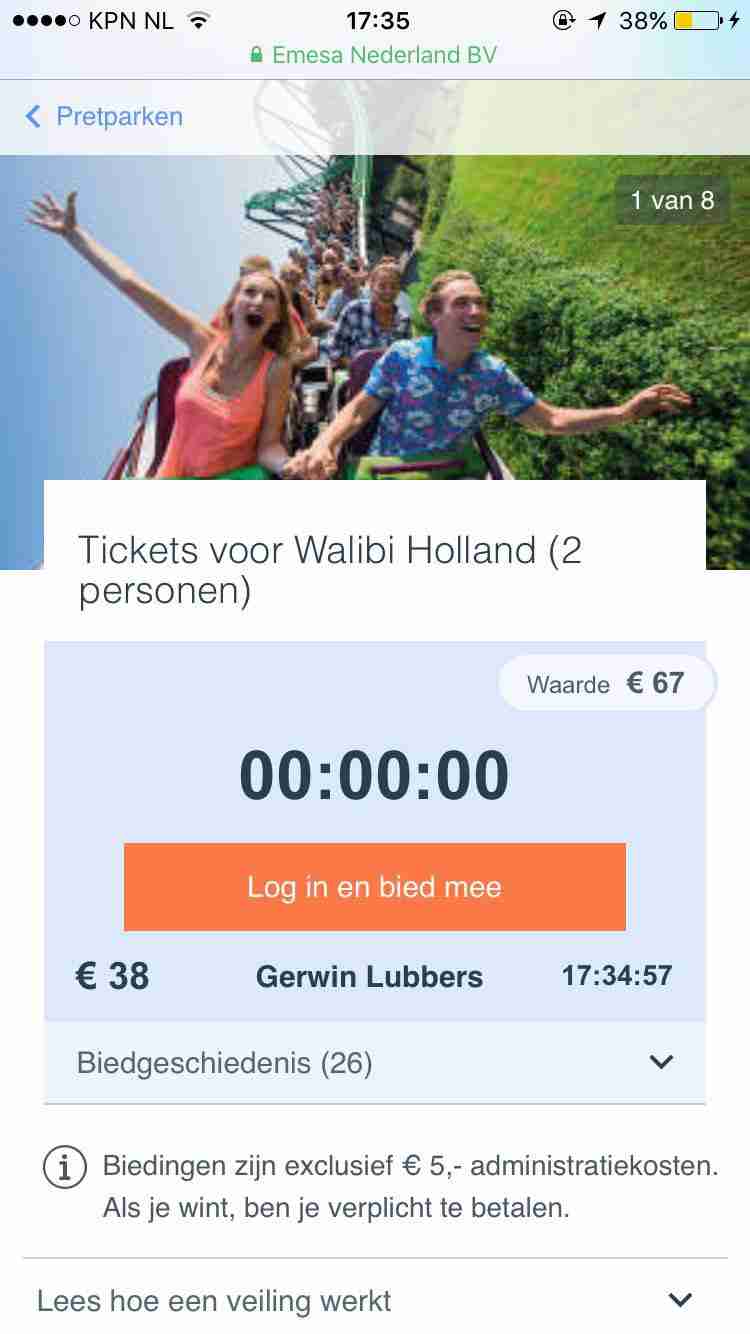 KPN NL 17:35 38%
Emesa Nederland BV
Pretparken
1 van 8
Tickets voor Walibi Holland (2
personen)
Waarde € 67
00:00:00
Log in en bied mee
€ 38 Gerwin Lubbers 17:34:57
Biedgeschiedenis (26)
Biedingen zijn exclusief € 5,- administratiekosten.
Als je wint, ben je verplicht te betalen.
Lees hoe een veiling werkt